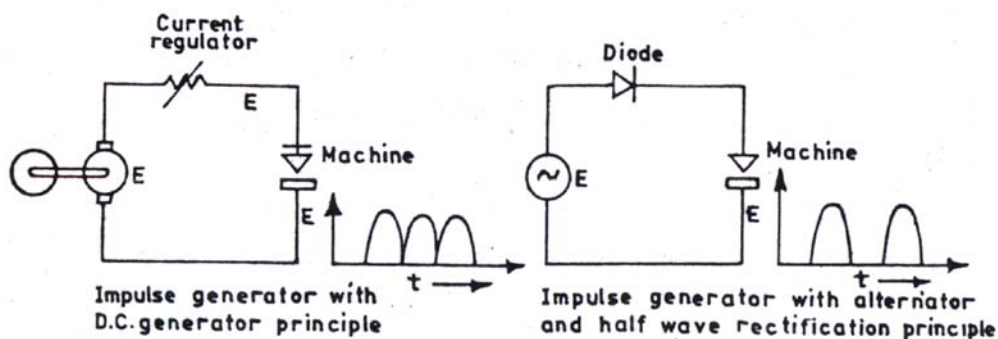 Current
regulator
E
E
Machine
E
t
Impulse generator with
D.C. generator principle
Diode
~ E
Machine
E
t
Impulse generator with alternator
and half wave rectification principle